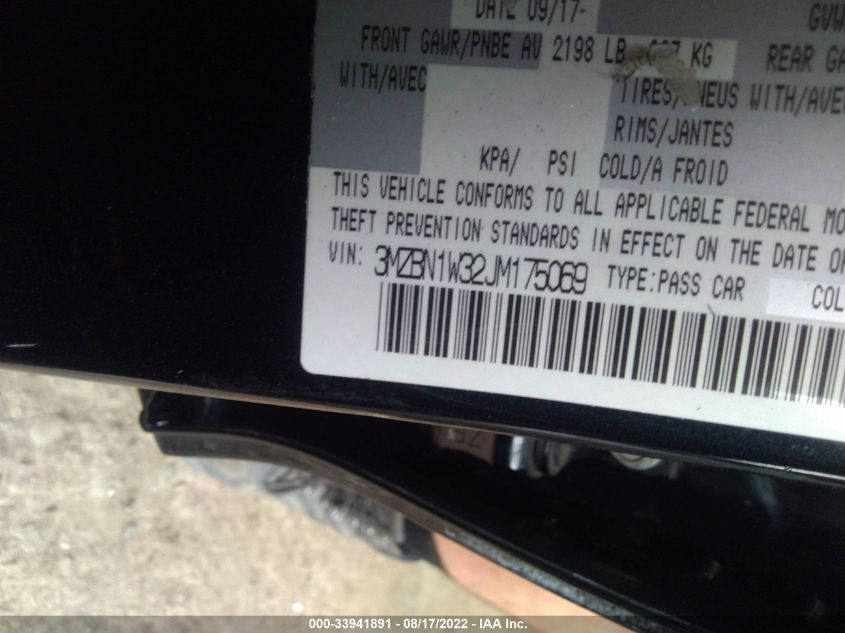 DATE 09/17
GVW
FRONT GAWR/PNBE AV 2198 LB KG
REAR GA
WITH/AVEC
TIRES/ NEUS WITH/AVE
RIMS/JANTES
KPA/ PSI COLD/A FROID
THIS VEHICLE CONFORMS TO ALL APPLICABLE FEDERAL MO
THEFT PREVENTION STANDARDS IN EFFECT ON THE DATE O
VIN: 3MZBN1W32JM175069 TYPE:PASS CAR
COL
000-33941891 - 08/17/2022 - IAA Inc.